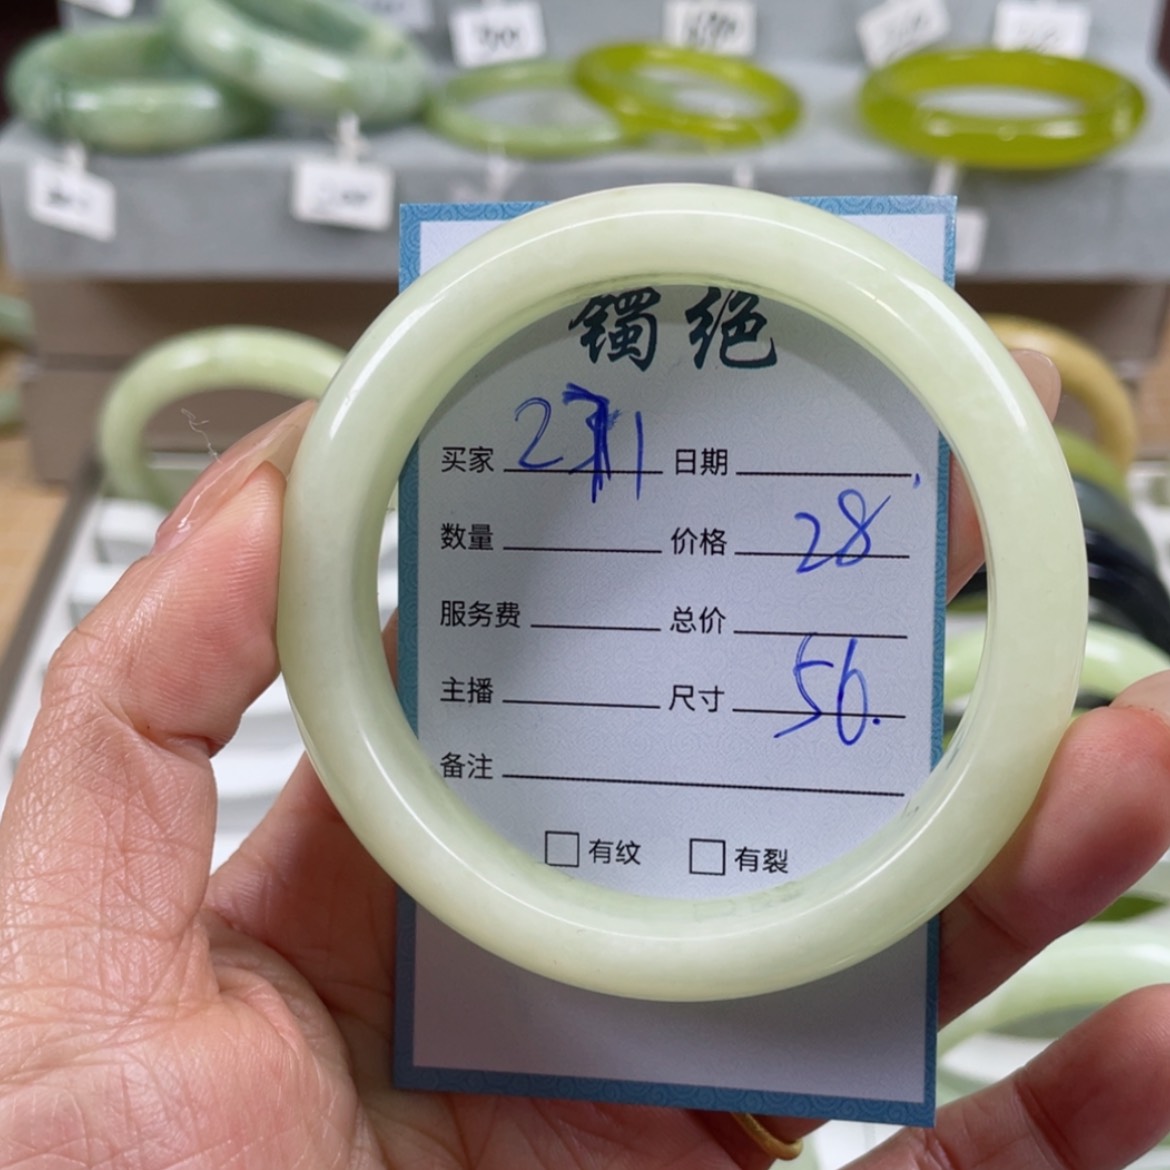 镯绝
买家 2311 日期
数量 价格 28
服务费 总价
主播 尺寸 56.
备注
有纹 有裂